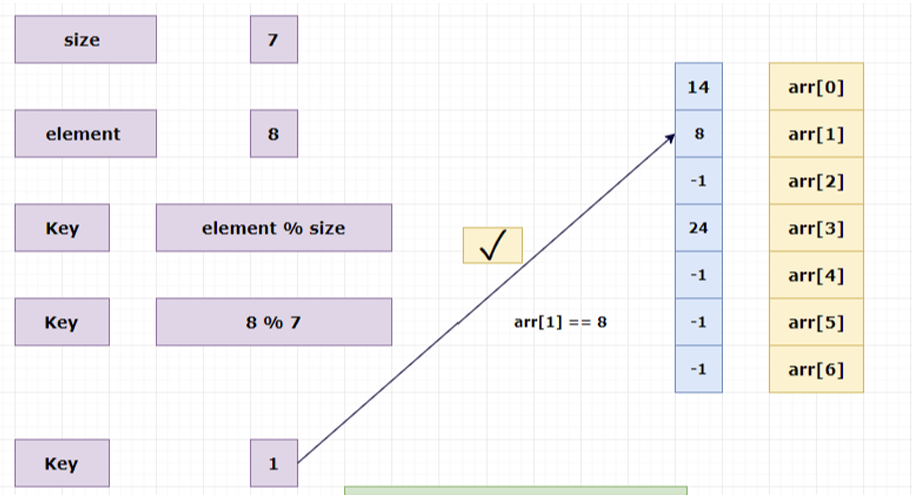 size 7
14 arr[0]
element 8
8 arr[1]
-1 arr[2]
Key element % size
24 arr[3]
✓
-1 arr[4]
Key 8 % 7
arr[1] == 8
-1 arr[5]
-1 arr[6]
Key 1